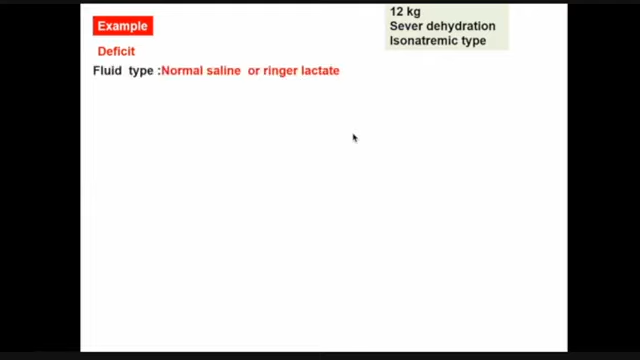 12 kg
Sever dehydration
Isonatremic type
Example
Deficit
Fluid type :Normal saline or ringer lactate